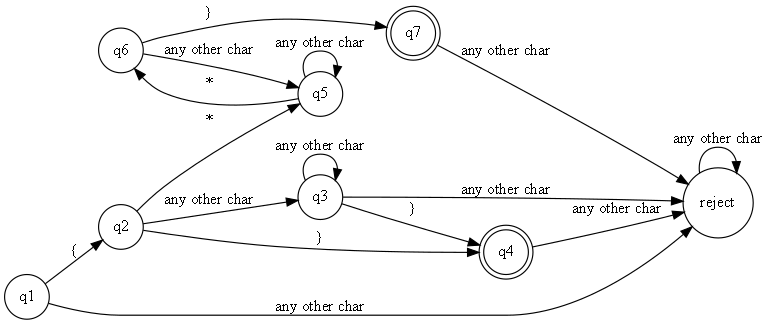 }
q7
q6
any other char
any other char
any other char
*
q5
*
any other char
any other char
q3
any other char
any other char
reject
}
any other char
q2
}
q4
{
q1
any other char